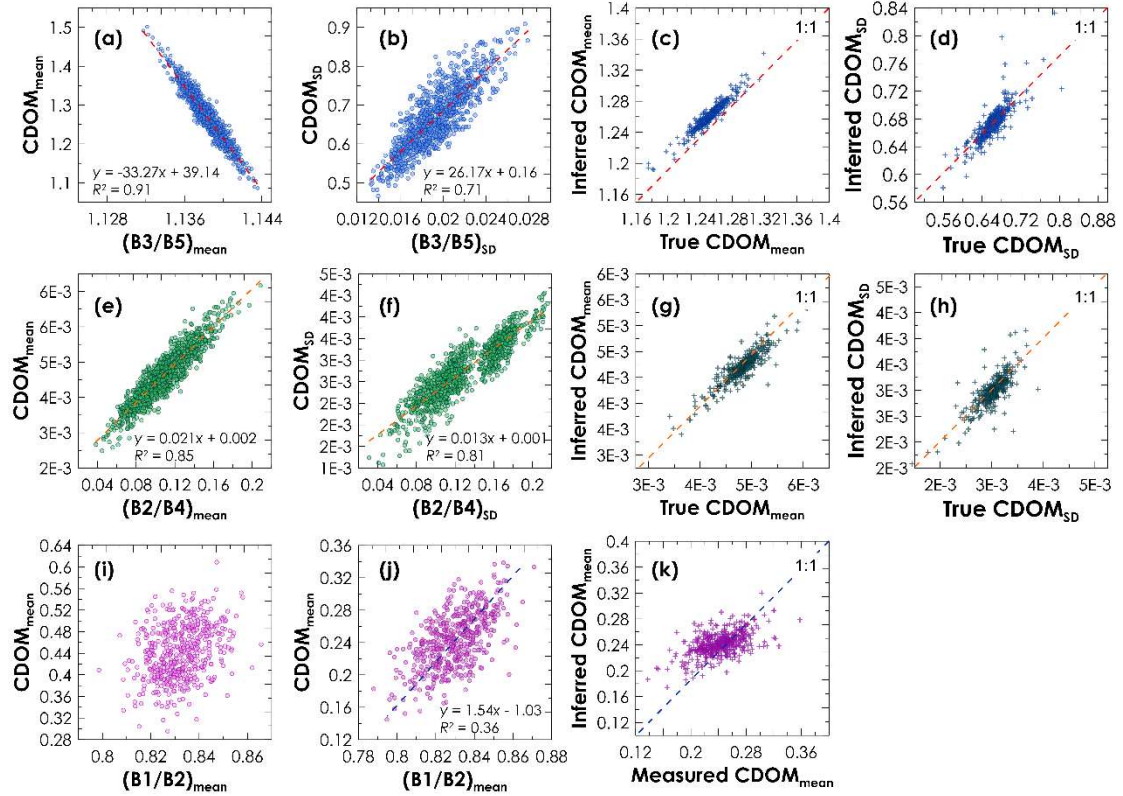 (a)
CDOMmean
1.5
1.4
1.3
1.2
1.1
y = -33.27x + 39.14
R² = 0.91
1.128 1.136 1.144
(B3/B5)mean
(b)
CDOMSD
0.9
0.8
0.7
0.6
0.5
y = 26.17x + 0.16
R² = 0.71
0.012 0.016 0.02 0.024 0.028
(B3/B5)SD
(c)
1:1
Inferred CDOMmean
1.4
1.36
1.32
1.28
1.24
1.2
1.16
1.16 1.2 1.24 1.28 1.32 1.36 1.4
True CDOMmean
(d)
1:1
Inferred CDOMSD
0.84
0.8
0.76
0.72
0.68
0.64
0.6
0.56
0.56 0.64 0.72 0.8 0.88
True CDOMSD
(e)
CDOMmean
6E-3
6E-3
5E-3
4E-3
3E-3
2E-3
y = 0.021x + 0.002
R² = 0.85
0.04 0.08 0.12 0.16 0.2
(B2/B4)mean
(f)
CDOMSD
4E-3
4E-3
3E-3
3E-3
2E-3
2E-3
1E-3
y = 0.013x + 0.001
R² = 0.81
0.04 0.08 0.12 0.16 0.2
(B2/B4)SD
(g)
1:1
Inferred CDOMmean
6E-3
5E-3
5E-3
4E-3
4E-3
3E-3
3E-3 4E-3 5E-3 6E-3
True CDOMmean
(h)
1:1
Inferred CDOMSD
5E-3
4E-3
4E-3
3E-3
3E-3
2E-3
2E-3
2E-3 3E-3 4E-3 5E-3
True CDOMSD
(i)
CDOMmean
0.64
0.6
0.56
0.52
0.48
0.44
0.4
0.36
0.32
0.28
0.8 0.82 0.84 0.86
(B1/B2)mean
(j)
CDOMmean
0.36
0.32
0.28
0.24
0.2
0.16
0.12
y = 1.54x - 1.03
R² = 0.36
0.8 0.82 0.84 0.86 0.88
(B1/B2)mean
(k)
1:1
Inferred CDOMmean
0.4
0.36
0.32
0.28
0.24
0.2
0.16
0.12
0.12 0.2 0.28 0.36
Measured CDOMmean